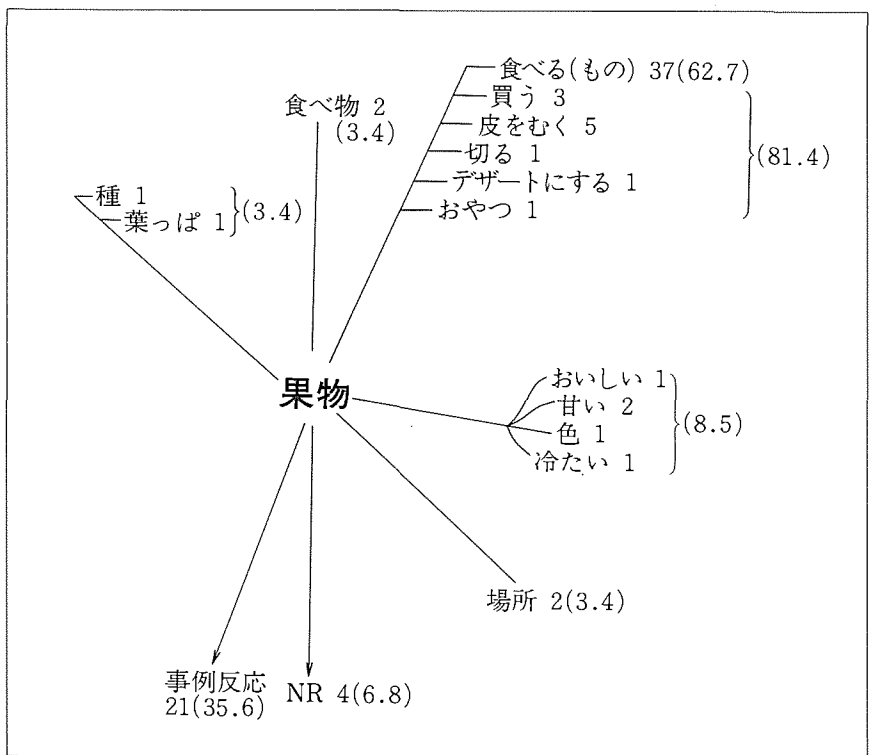 食べ物 2
(3.4)
食べる(もの) 37(62.7)
買う 3
皮をむく 5
切る 1
デザートにする 1
おやつ 1
(81.4)
種 1
葉っぱ 1
(3.4)
果物
おいしい 1
甘い 2
色 1
冷たい 1
(8.5)
場所 2(3.4)
事例反応
21(35.6)
NR 4(6.8)